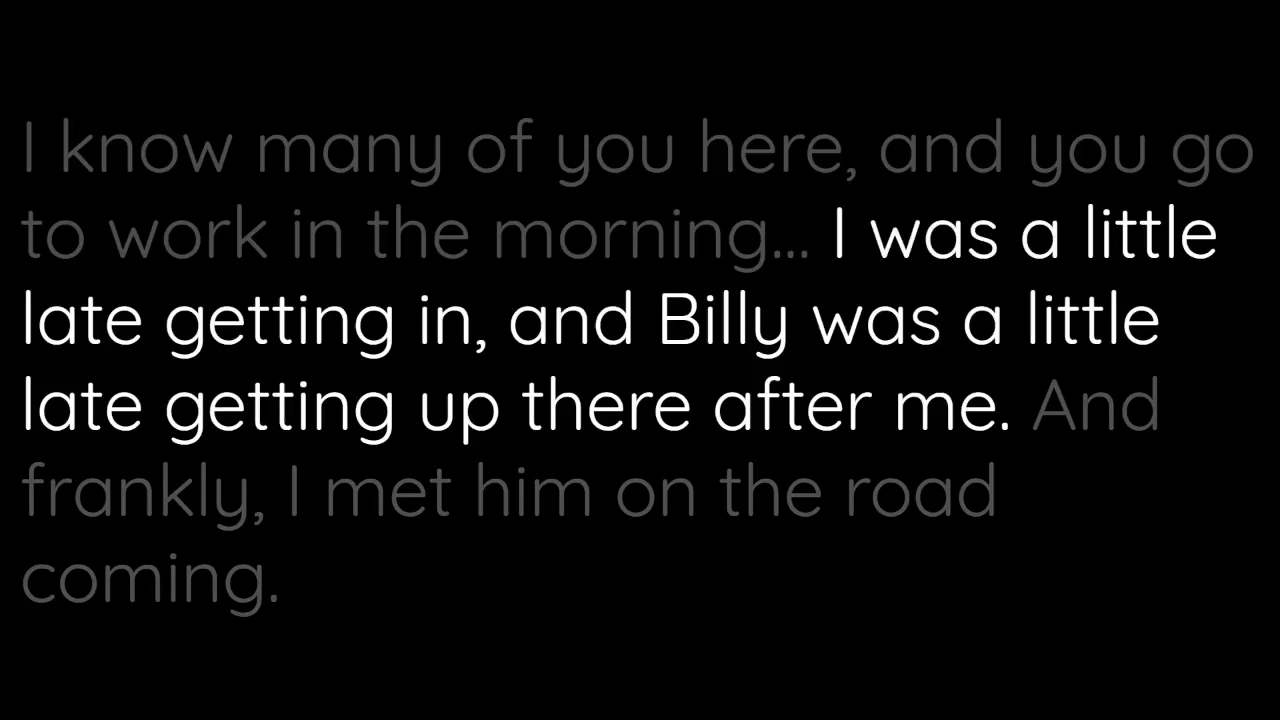 I know many of you here, and you go
to work in the morning... I was a little
late getting in, and Billy was a little
late getting up there after me. And
frankly, I met him on the road
coming.